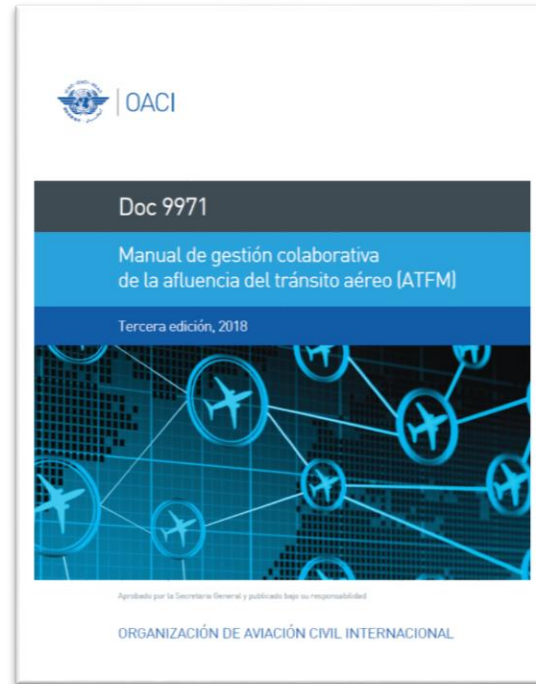 OACI
Doc 9971
Manual de gestión colaborativa
de la afluencia del tránsito aéreo (ATFM)
Tercera edición, 2018
Aprobado por la Secretaria General y publicado bajo su responsabilidad
ORGANIZACIÓN DE AVIACIÓN CIVIL INTERNACIONAL